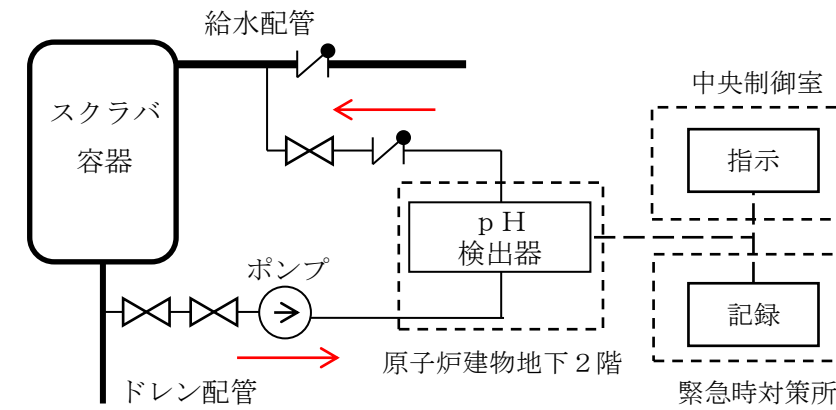 給水配管
スクラバ
容器
中央制御室
指示
ｐＨ
検出器
ポンプ
記録
原子炉建物地下２階
ドレン配管
緊急時対策所